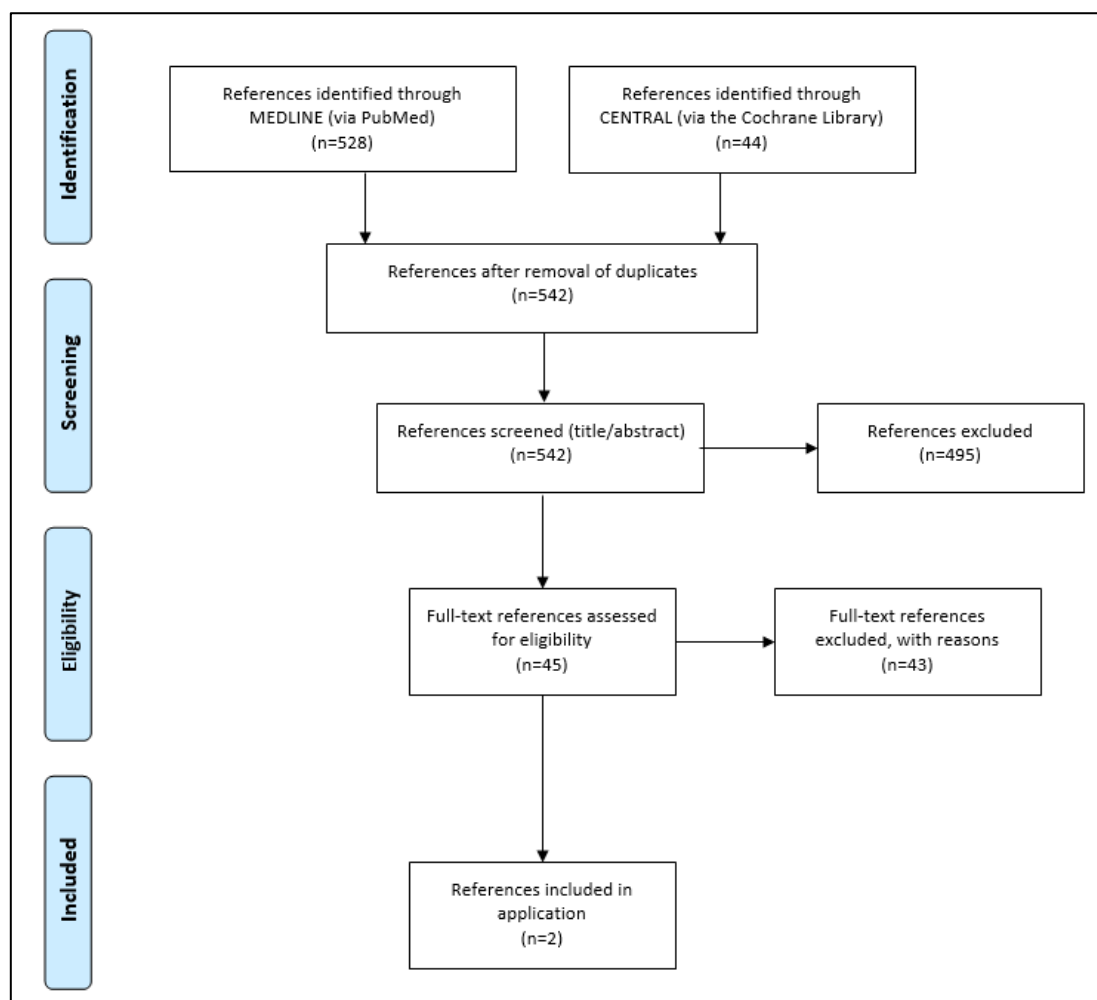 Identification
References identified through
MEDLINE (via PubMed)
(n=528)
References identified through
CENTRAL (via the Cochrane Library)
(n=44)
References after removal of duplicates
(n=542)
Screening
References screened (title/abstract)
(n=542)
References excluded
(n=495)
Eligibility
Full-text references assessed
for eligibility
(n=45)
Full-text references
excluded, with reasons
(n=43)
Included
References included in
application
(n=2)